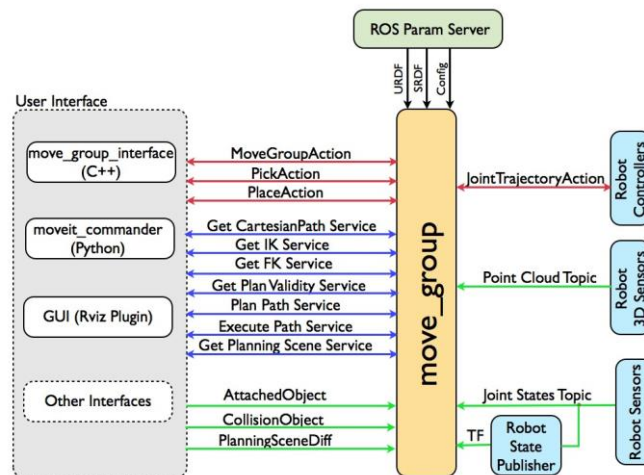 ROS Param Server
URDF
SRDF
Config
User Interface
move_group_interface
(C++)
moveit_commander
(Python)
GUI (Rviz Plugin)
Other Interfaces
MoveGroupAction
PickAction
PlaceAction
Get CartesianPath Service
Get IK Service
Get FK Service
Get Plan Validity Service
Plan Path Service
Execute Path Service
Get Planning Scene Service
AttachedObject
CollisionObject
PlanningSceneDiff
move_group
JointTrajectoryAction
Robot
Controllers
Point Cloud Topic
Robot
3D Sensors
Joint States Topic
TF
Robot
State
Publisher
Robot Sensors